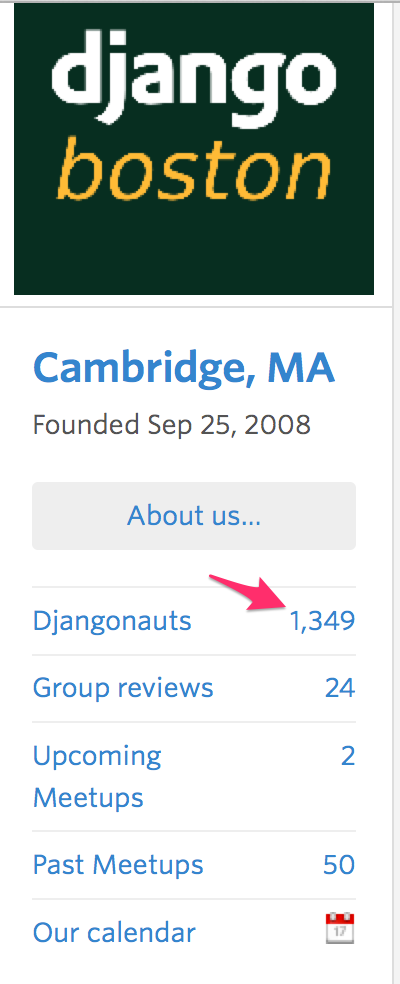 django
boston
Cambridge, MA
Founded Sep 25, 2008
About us...
Djangonauts 1,349
Group reviews 24
Upcoming 2
Meetups
Past Meetups 50
Our calendar 17